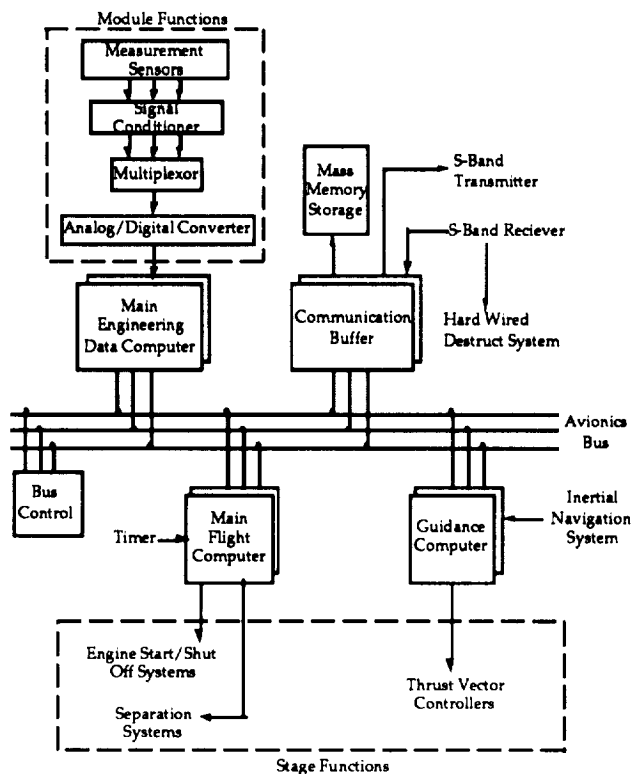 Module Functions
Measurement
Sensors
Signal
Conditioner
Multiplexor
Analog/Digital Converter
Main
Engineering
Data Computer
Mass
Memory
Storage
S-Band
Transmitter
S-Band Reciever
Communication
Buffer
Hard Wired
Destruct System
Avionics
Bus
Bus
Control
Timer
Main
Flight
Computer
Guidance
Computer
Inertial
Navigation
System
Engine Start/Shut
Off Systems
Separation
Systems
Thrust Vector
Controllers
Stage Functions